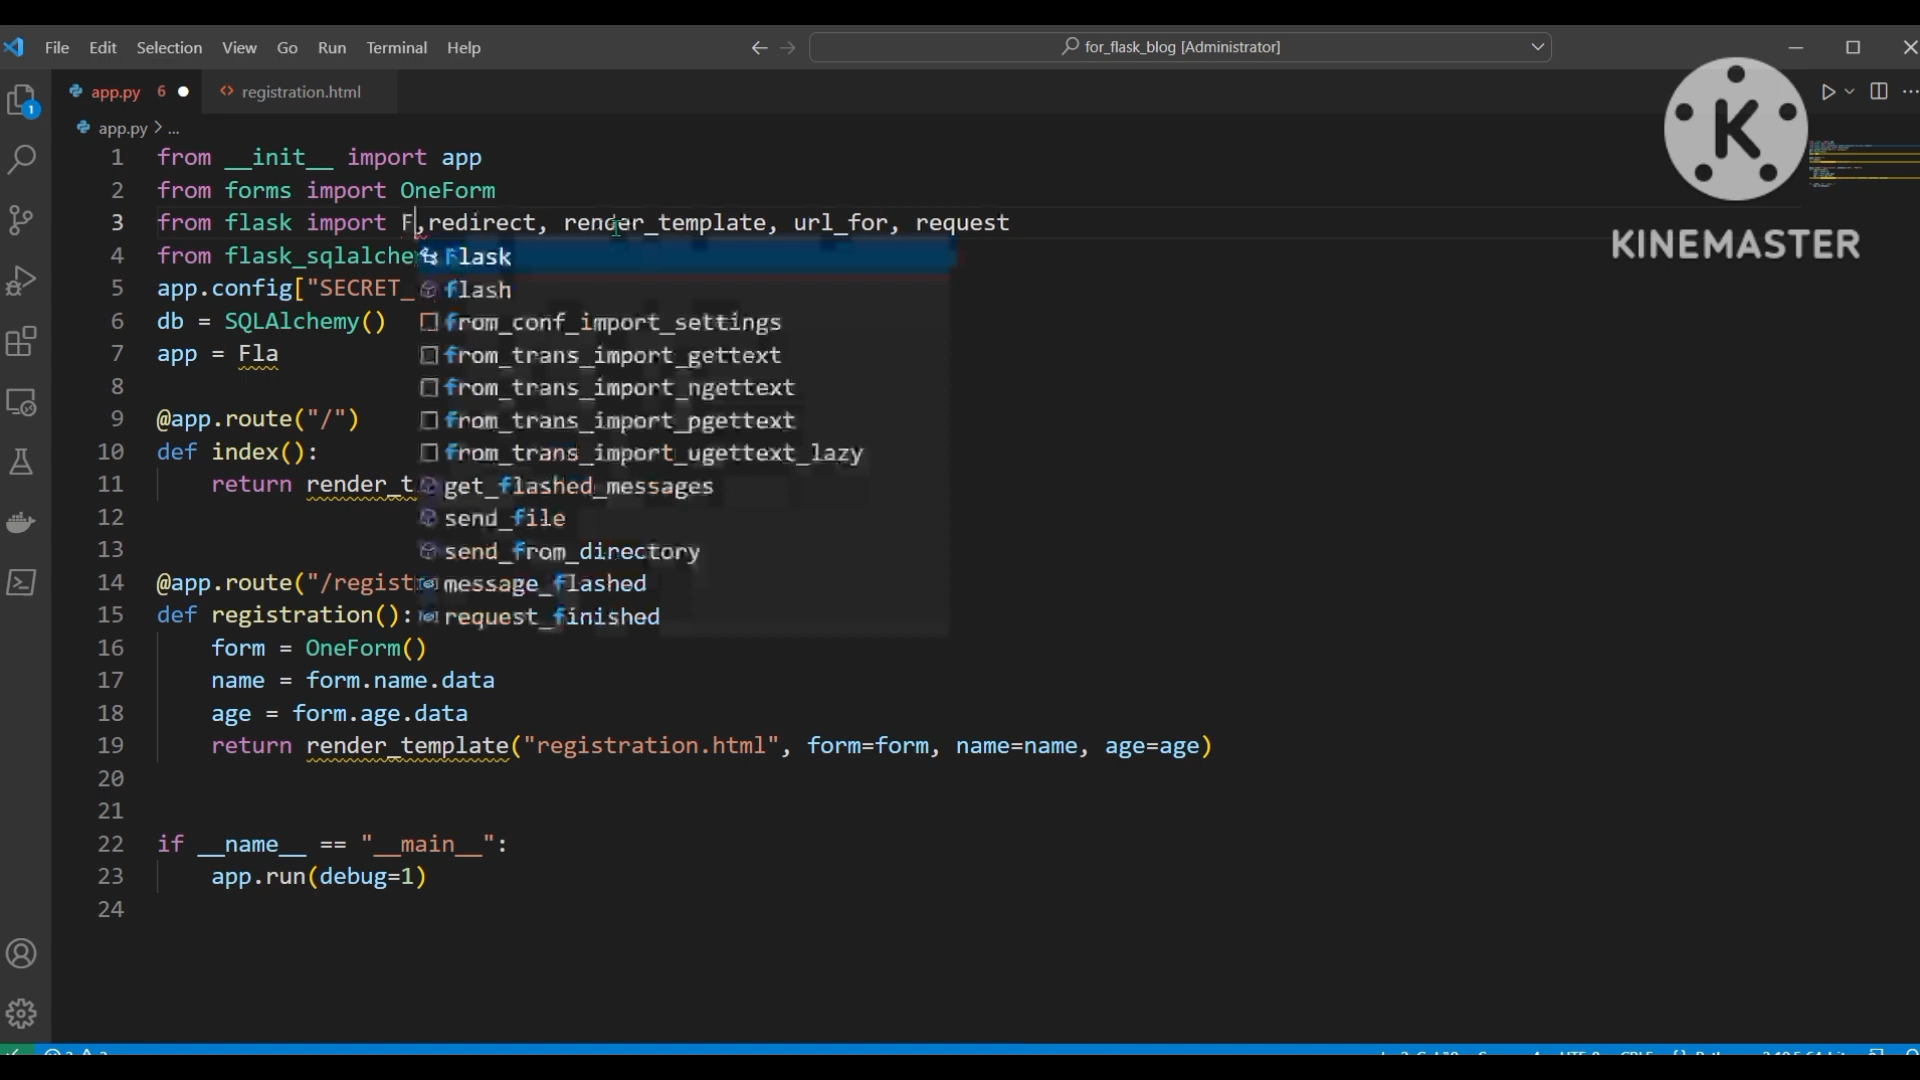 File Edit Selection View Go Run Terminal Help
for_flask_blog [Administrator]
app.py 6
registration.html
app.py > ...
1 from __init__ import app
2 from forms import OneForm
3 from flask import F,redirect, render_template, url_for, request
4 from flask_sqlalche
5 app.config["SECRET_
6 db = SQLAlchemy()
7 app = Fla
8
9 @app.route("/")
10 def index():
11 return render_t
12
13
14 @app.route("/regist
15 def registration():
16 form = OneForm()
17 name = form.name.data
18 age = form.age.data
19 return render_template("registration.html", form=form, name=name, age=age)
20
21
22 if __name__ == "__main__":
23 app.run(debug=1)
24
Flask
flash
from_conf_import_settings
from_trans_import_gettext
from_trans_import_ngettext
from_trans_import_pgettext
from_trans_import_ugettext_lazy
get_flashed_messages
send_file
send_from_directory
message_flashed
request_finished
1
K
KINEMASTER